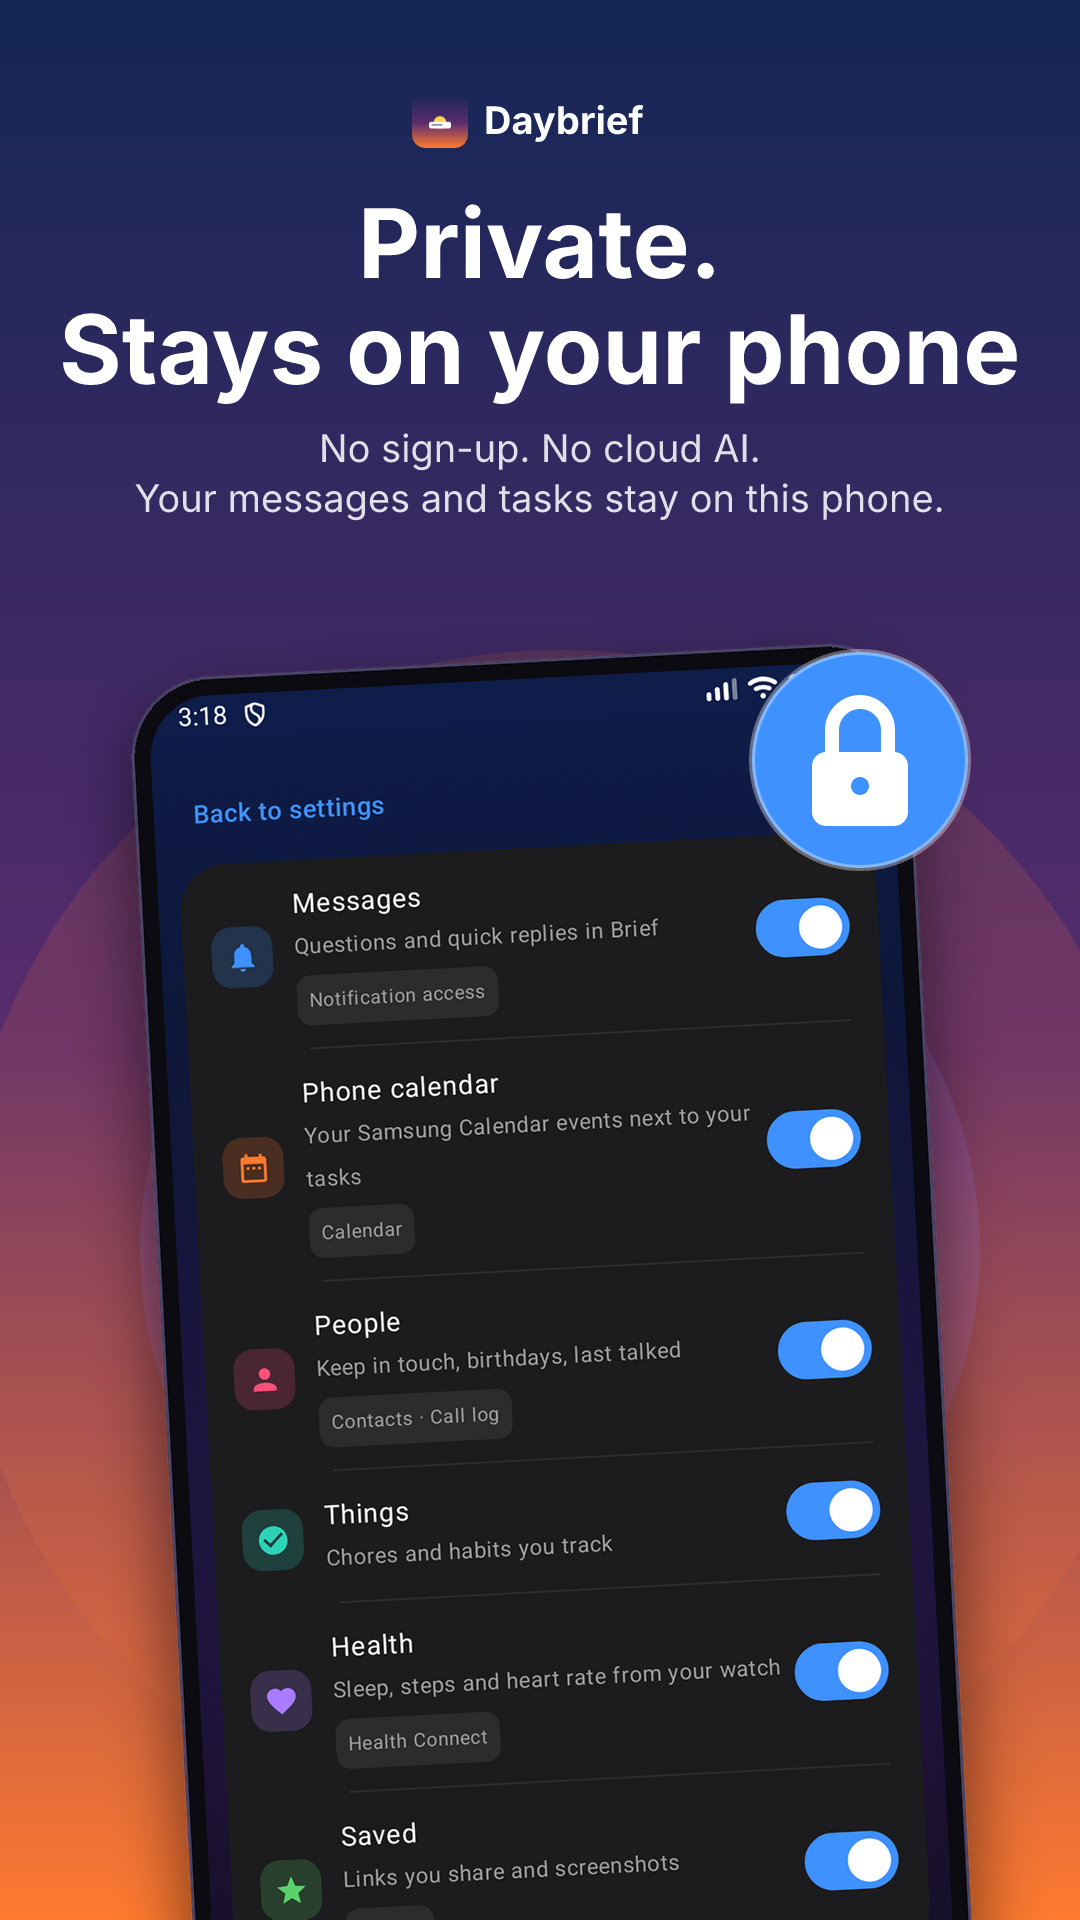 Daybrief
Private.
Stays on your phone
No sign-up. No cloud AI.
Your messages and tasks stay on this phone.
3:18
Back to settings
Messages
Questions and quick replies in Brief
Notification access
Phone calendar
Your Samsung Calendar events next to your
tasks
Calendar
People
Keep in touch, birthdays, last talked
Contacts · Call log
Things
Chores and habits you track
Health
Sleep, steps and heart rate from your watch
Health Connect
Saved
Links you share and screenshots